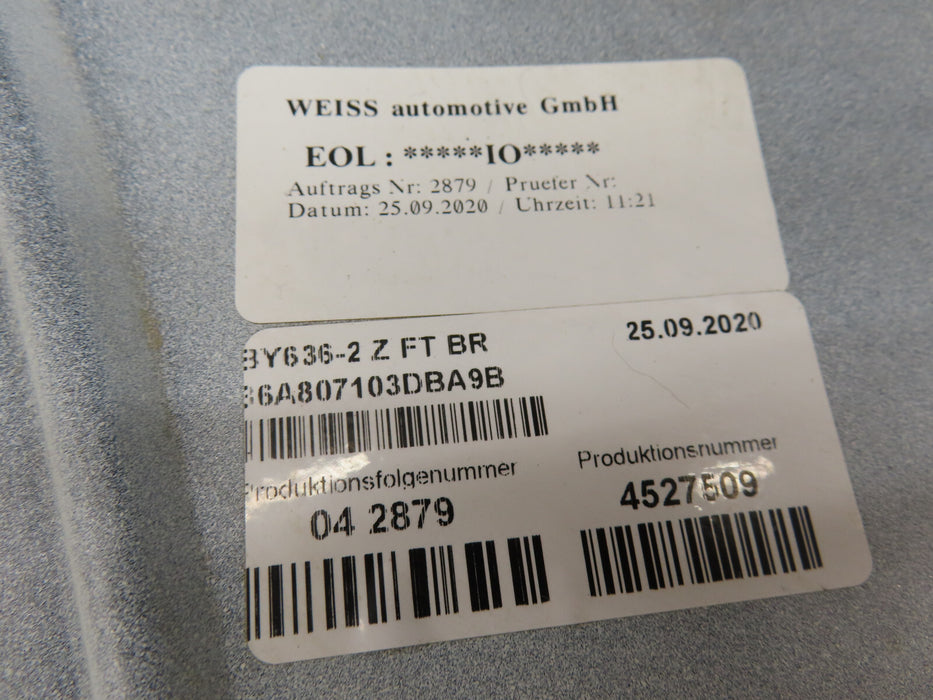 WEISS automotive GmbH
EOL : *****IO*****
Auftrags Nr: 2879 / Pruefer Nr:
Datum: 25.09.2020 / Uhrzeit: 11:21
BY636-2 Z FT BR
25.09.2020
36A807103DBA9B
Produktionsfolgenummer
Produktionsnummer
04 2879
4527509